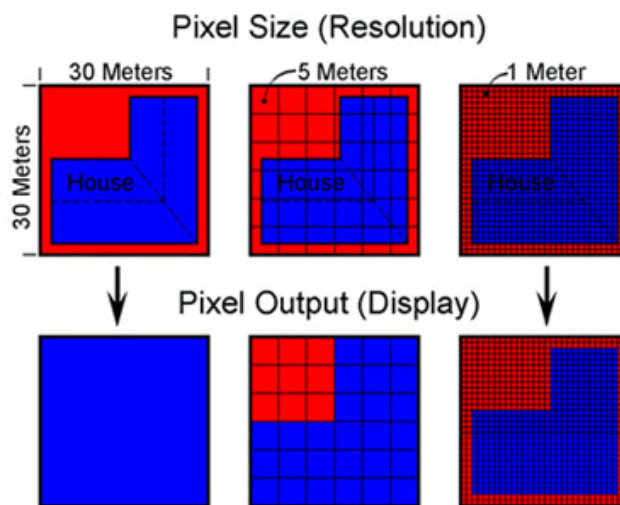 Pixel Size (Resolution)
30 Meters
5 Meters
1 Meter
30 Meters
House
House
House
Pixel Output (Display)